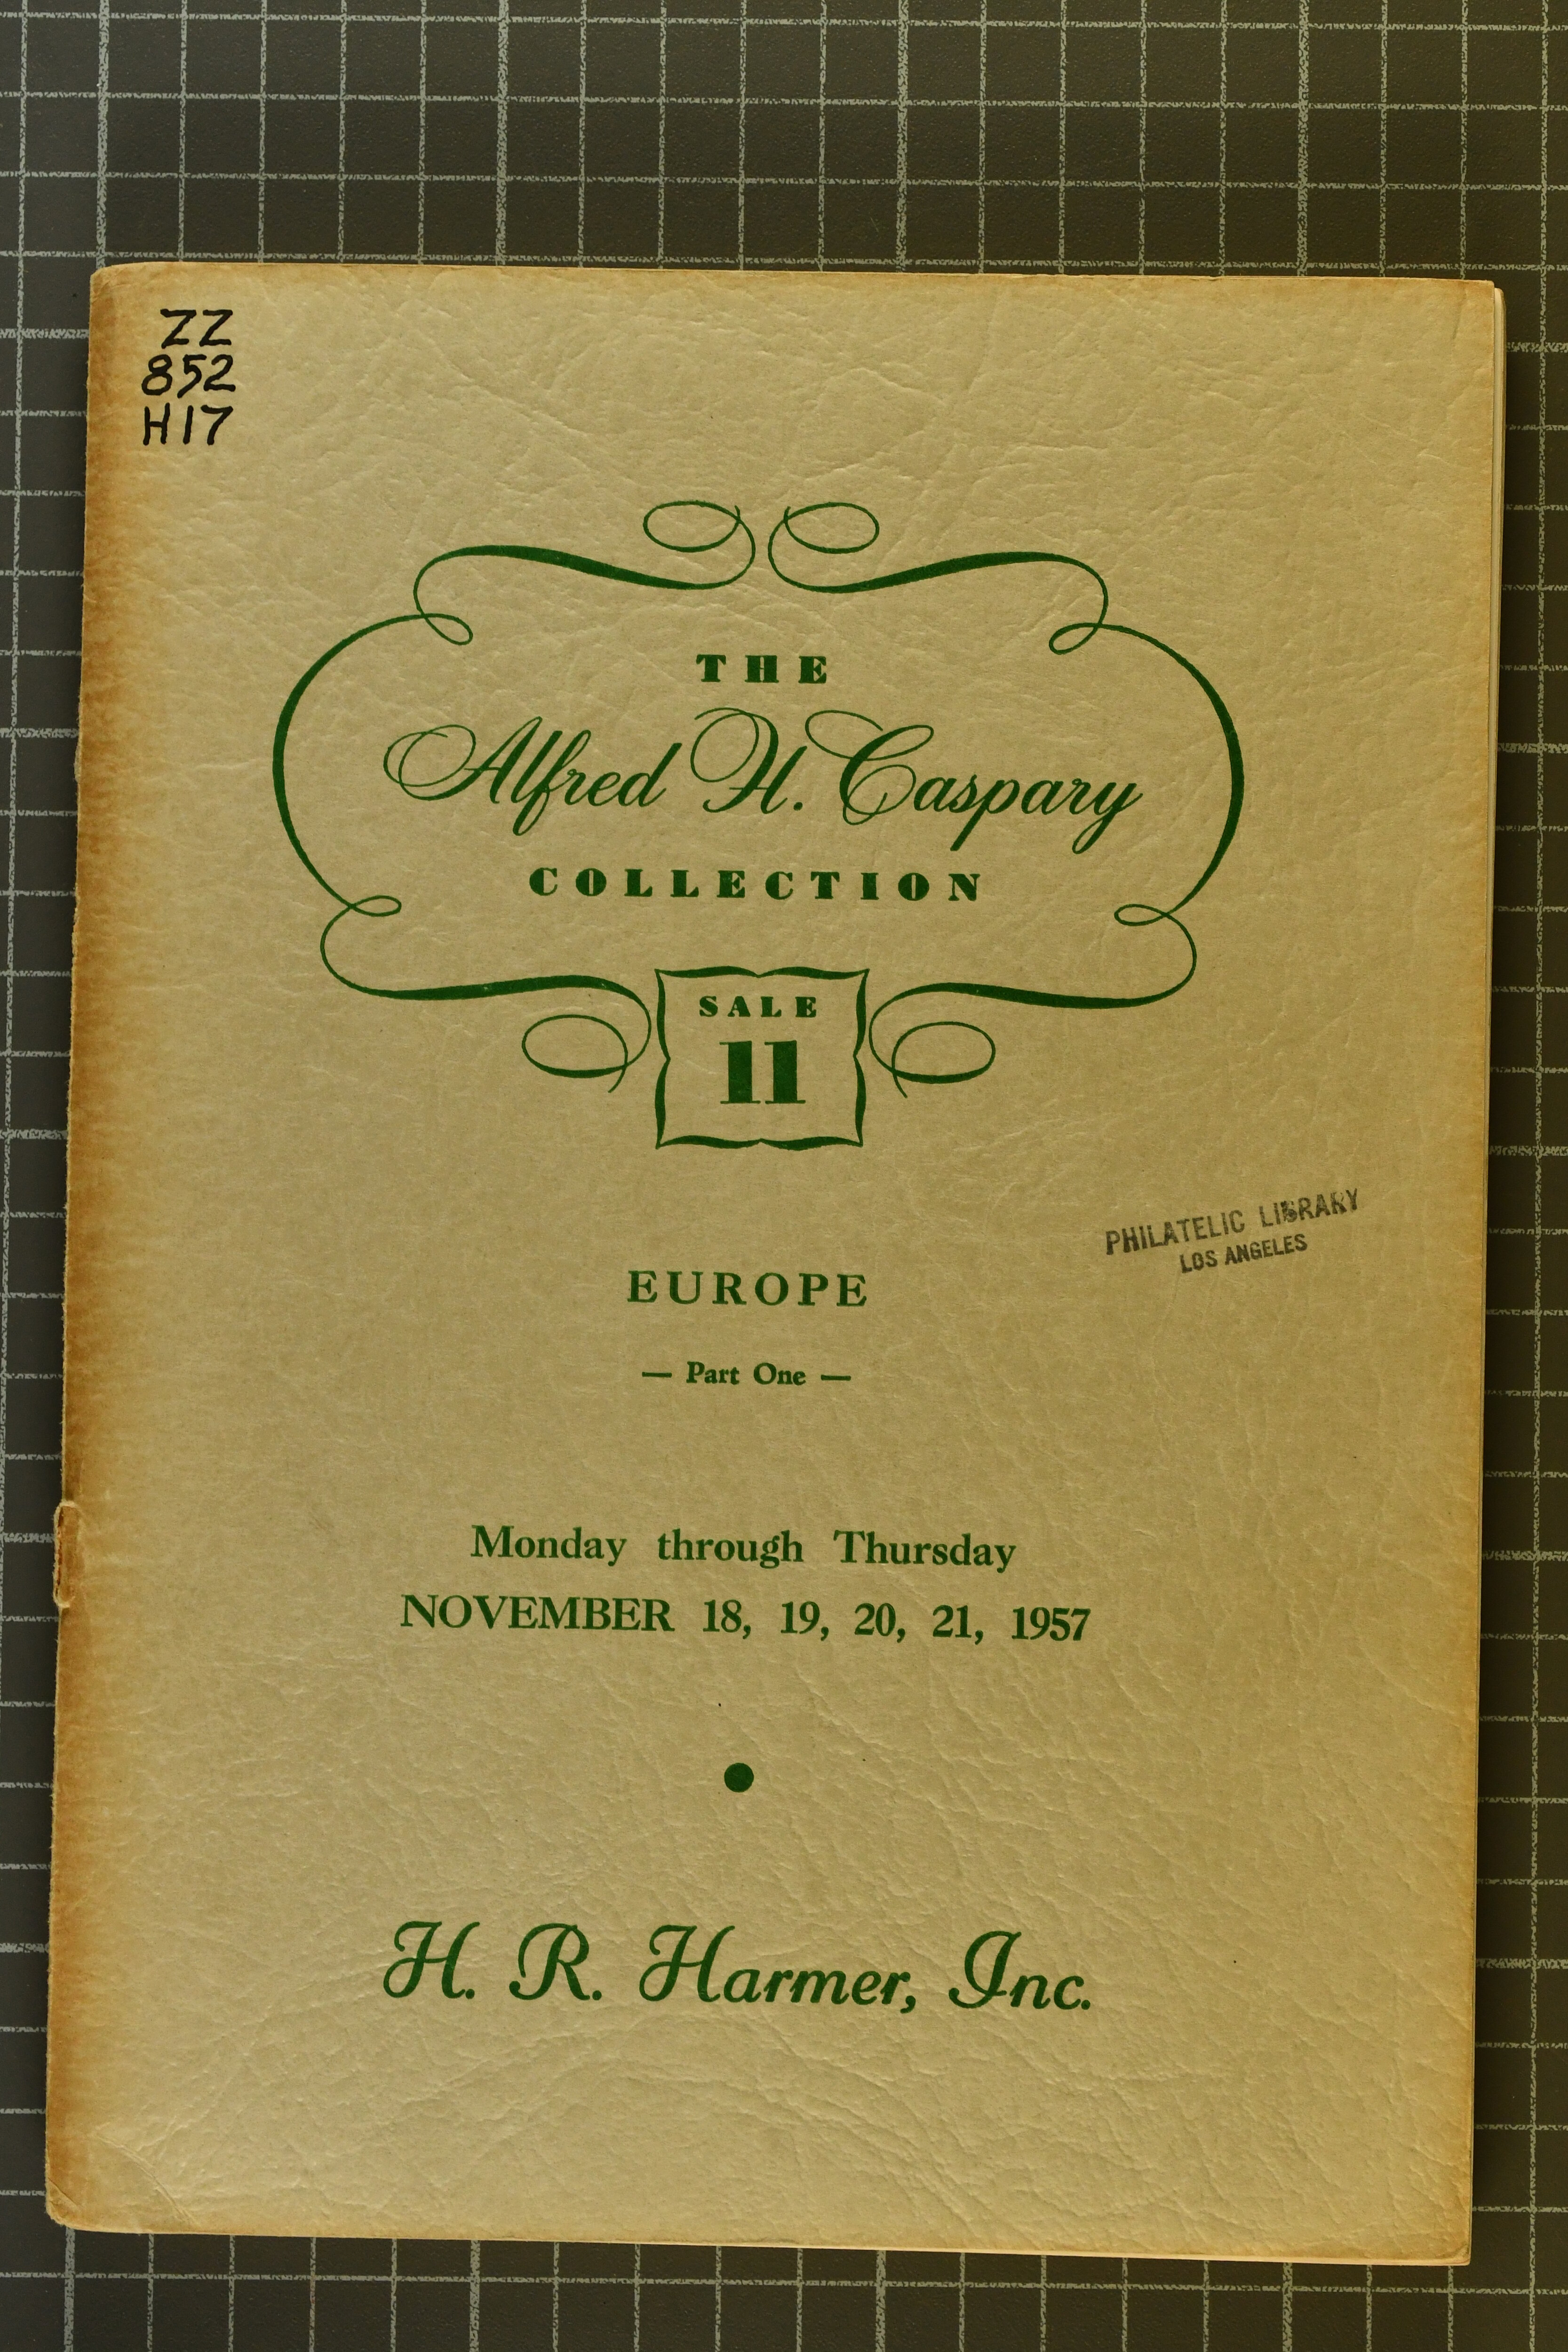 ZZ
852
H17
THE
Alfred H. Caspary
COLLECTION
SALE
11
PHILATELIC LIBRARY
LOS ANGELES
EUROPE
— Part One —
Monday through Thursday
NOVEMBER 18, 19, 20, 21, 1957
H. R. Harmer, Inc.